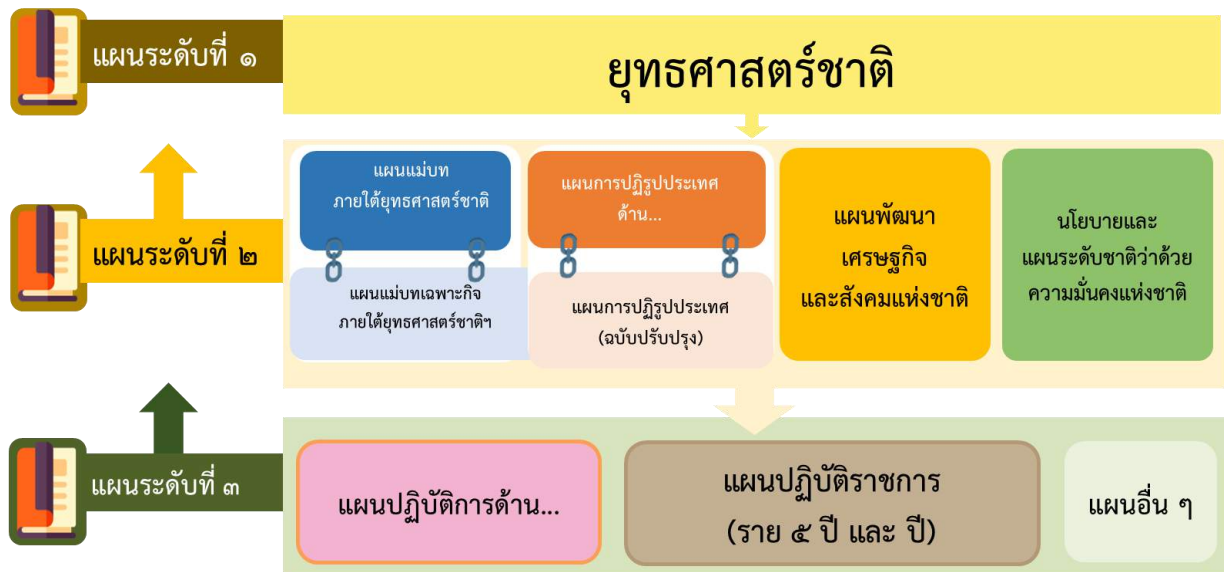 แผนระดับที่ ๑
ยุทธศาสตร์ชาติ
แผนระดับที่ ๒
แผนแม่บท
ภายใต้ยุทธศาสตร์ชาติ
แผนแม่บทเฉพาะกิจ
ภายใต้ยุทธศาสตร์ชาติฯ
แผนการปฏิรูปประเทศ
ด้าน...
แผนการปฏิรูปประเทศ
(ฉบับปรับปรุง)
แผนพัฒนา
เศรษฐกิจ
และสังคมแห่งชาติ
นโยบายและ
แผนระดับชาติว่าด้วย
ความมั่นคงแห่งชาติ
แผนระดับที่ ๓
แผนปฏิบัติการด้าน...
แผนปฏิบัติราชการ
(ราย ๕ ปี และ ปี)
แผนอื่น ๆ